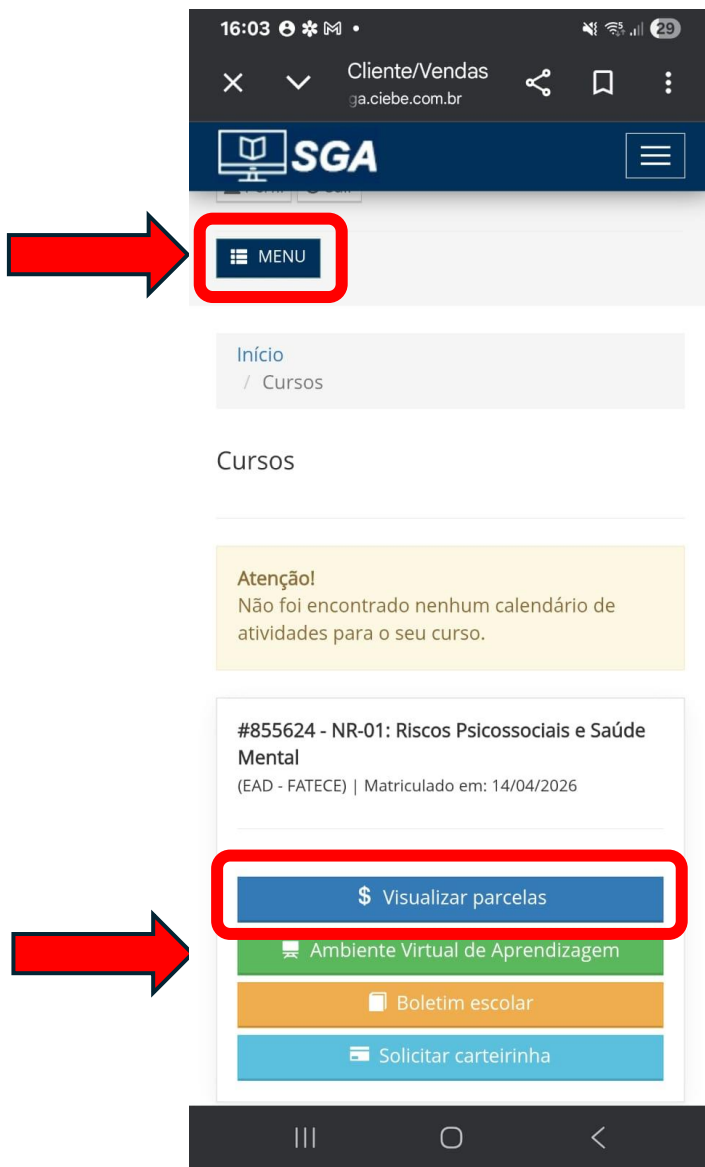 16:03
29
Cliente/Vendas
ga.ciebe.com.br
SGA
MENU
Início
/ Cursos
Cursos
Atenção!
Não foi encontrado nenhum calendário de
atividades para o seu curso.
#855624 - NR-01: Riscos Psicossociais e Saúde
Mental
(EAD - FATECE) | Matriculado em: 14/04/2026
$ Visualizar parcelas
Ambiente Virtual de Aprendizagem
Boletim escolar
Solicitar carteirinha